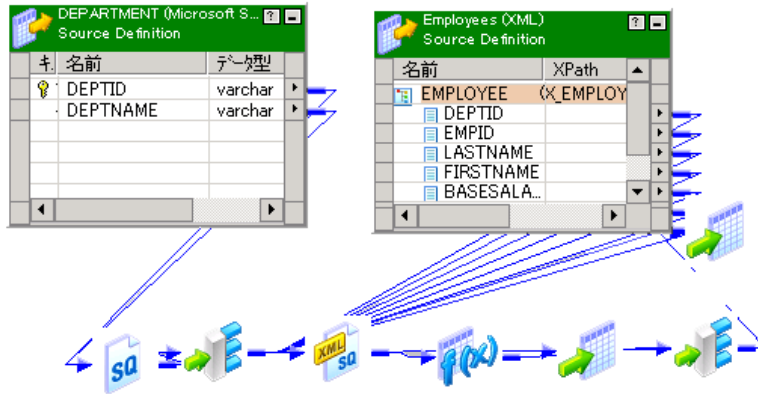 DEPARTMENT (Microsoft S...
Source Definition
キ. 名前 データ型
DEPTID varchar
DEPTNAME varchar
Employees (XML)
Source Definition
名前 XPath
EMPLOYEE (X_EMPLOY
DEPTID
EMPID
LASTNAME
FIRSTNAME
BASESALA...
SQ
XML SQ
f(x)